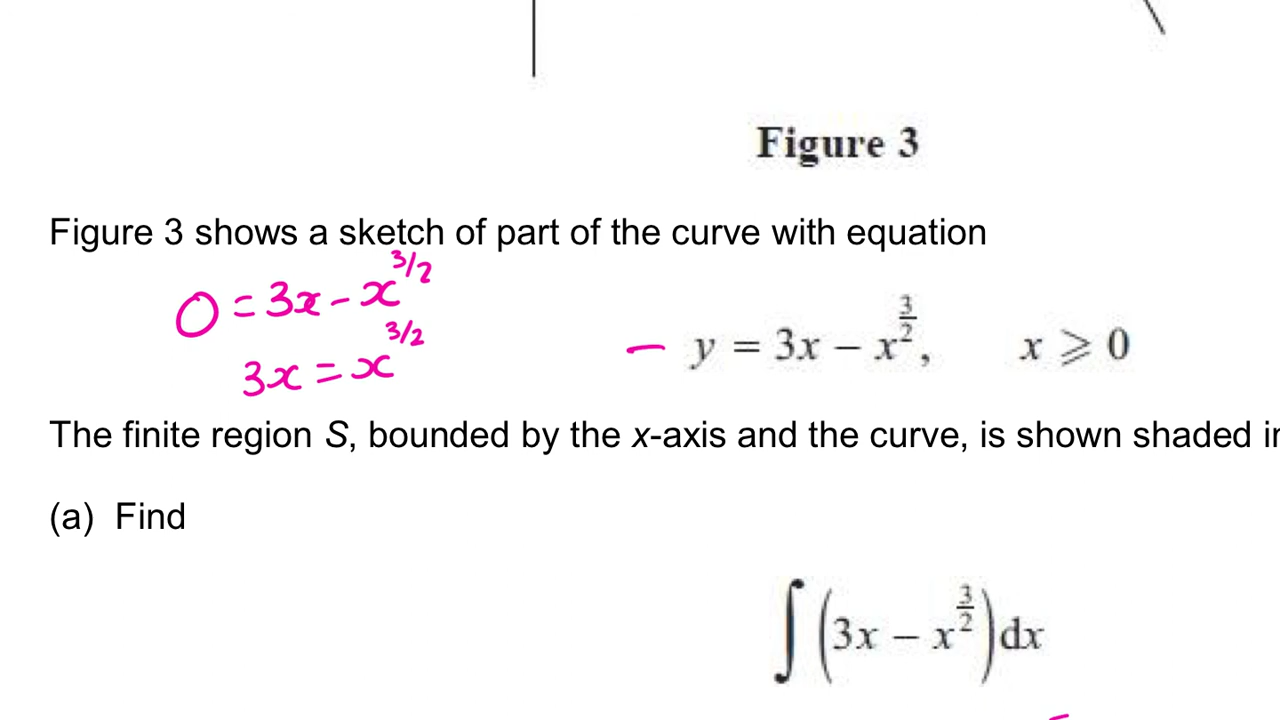 Figure 3
Figure 3 shows a sketch of part of the curve with equation
0 = 3x - x^{3/2}
3x = x^{3/2}
– y = 3x – x^{3/2}, x ⩾ 0
The finite region S, bounded by the x-axis and the curve, is shown shaded i
(a) Find
∫ (3x – x^{3/2}) dx